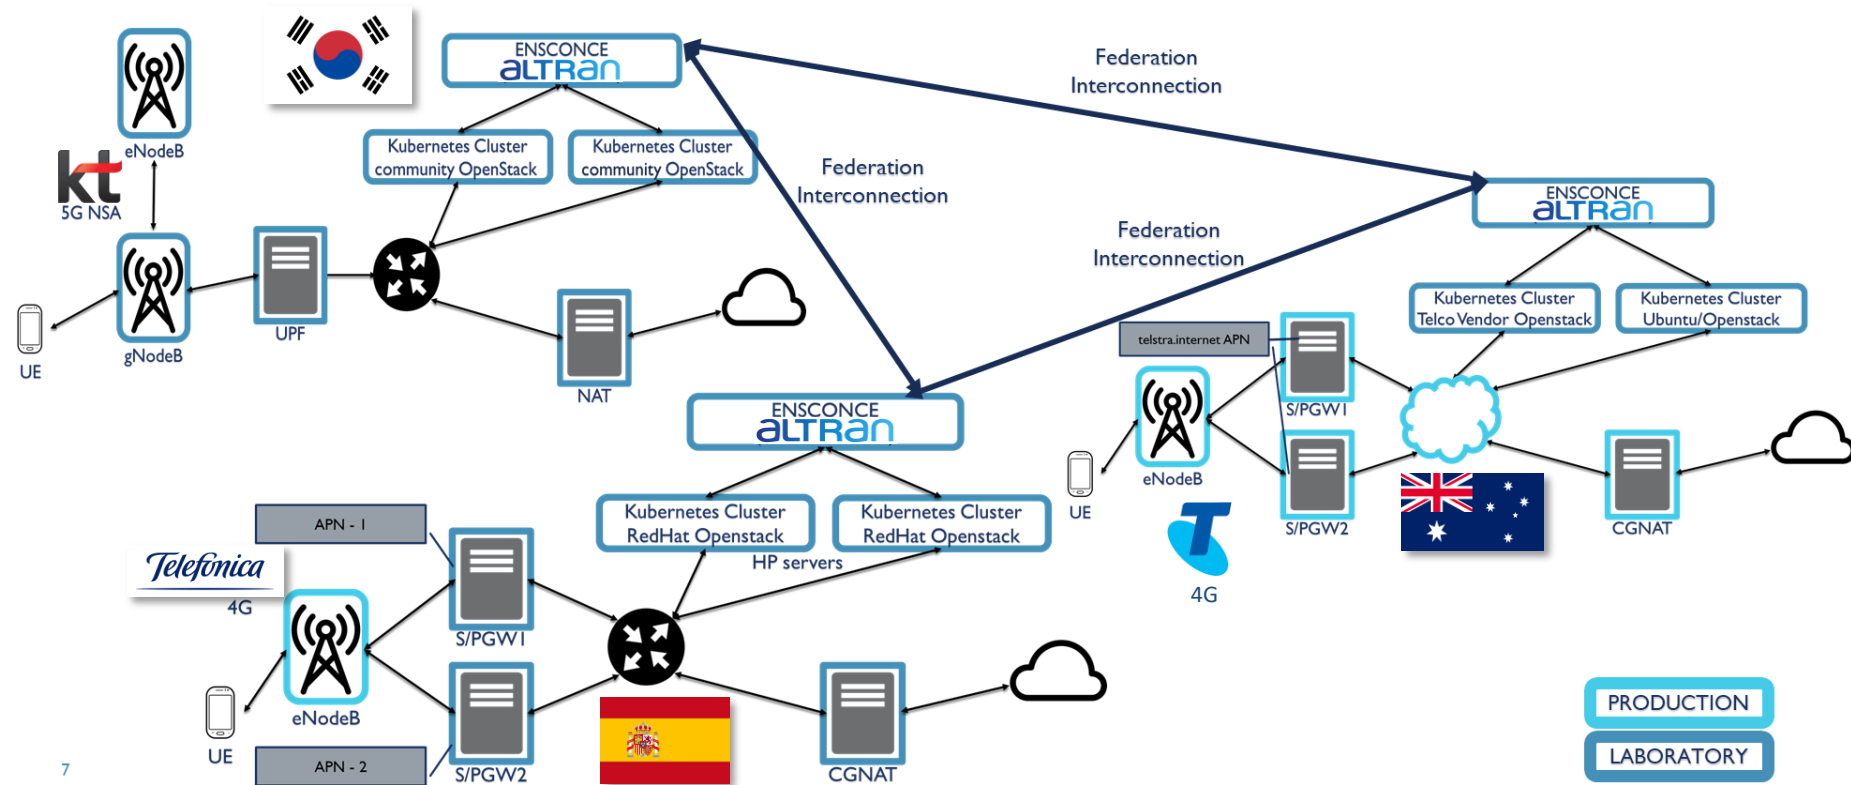 ENSCONCE
ALTRAN
Federation
Interconnection
Kubernetes Cluster
community OpenStack
Kubernetes Cluster
community OpenStack
eNodeB
kt
5G NSA
Federation
Interconnection
ENSCONCE
ALTRAN
Federation
Interconnection
UE
gNodeB
UPF
NAT
Kubernetes Cluster
Telco Vendor Openstack
Kubernetes Cluster
Ubuntu/Openstack
telstra.internet APN
S/PGW1
eNodeB
UE
S/PGW2
CGNAT
T
4G
ENSCONCE
ALTRAN
Kubernetes Cluster
RedHat Openstack
Kubernetes Cluster
RedHat Openstack
HP servers
APN - 1
Telefónica
4G
S/PGW1
eNodeB
UE
APN - 2
S/PGW2
CGNAT
PRODUCTION
LABORATORY
7